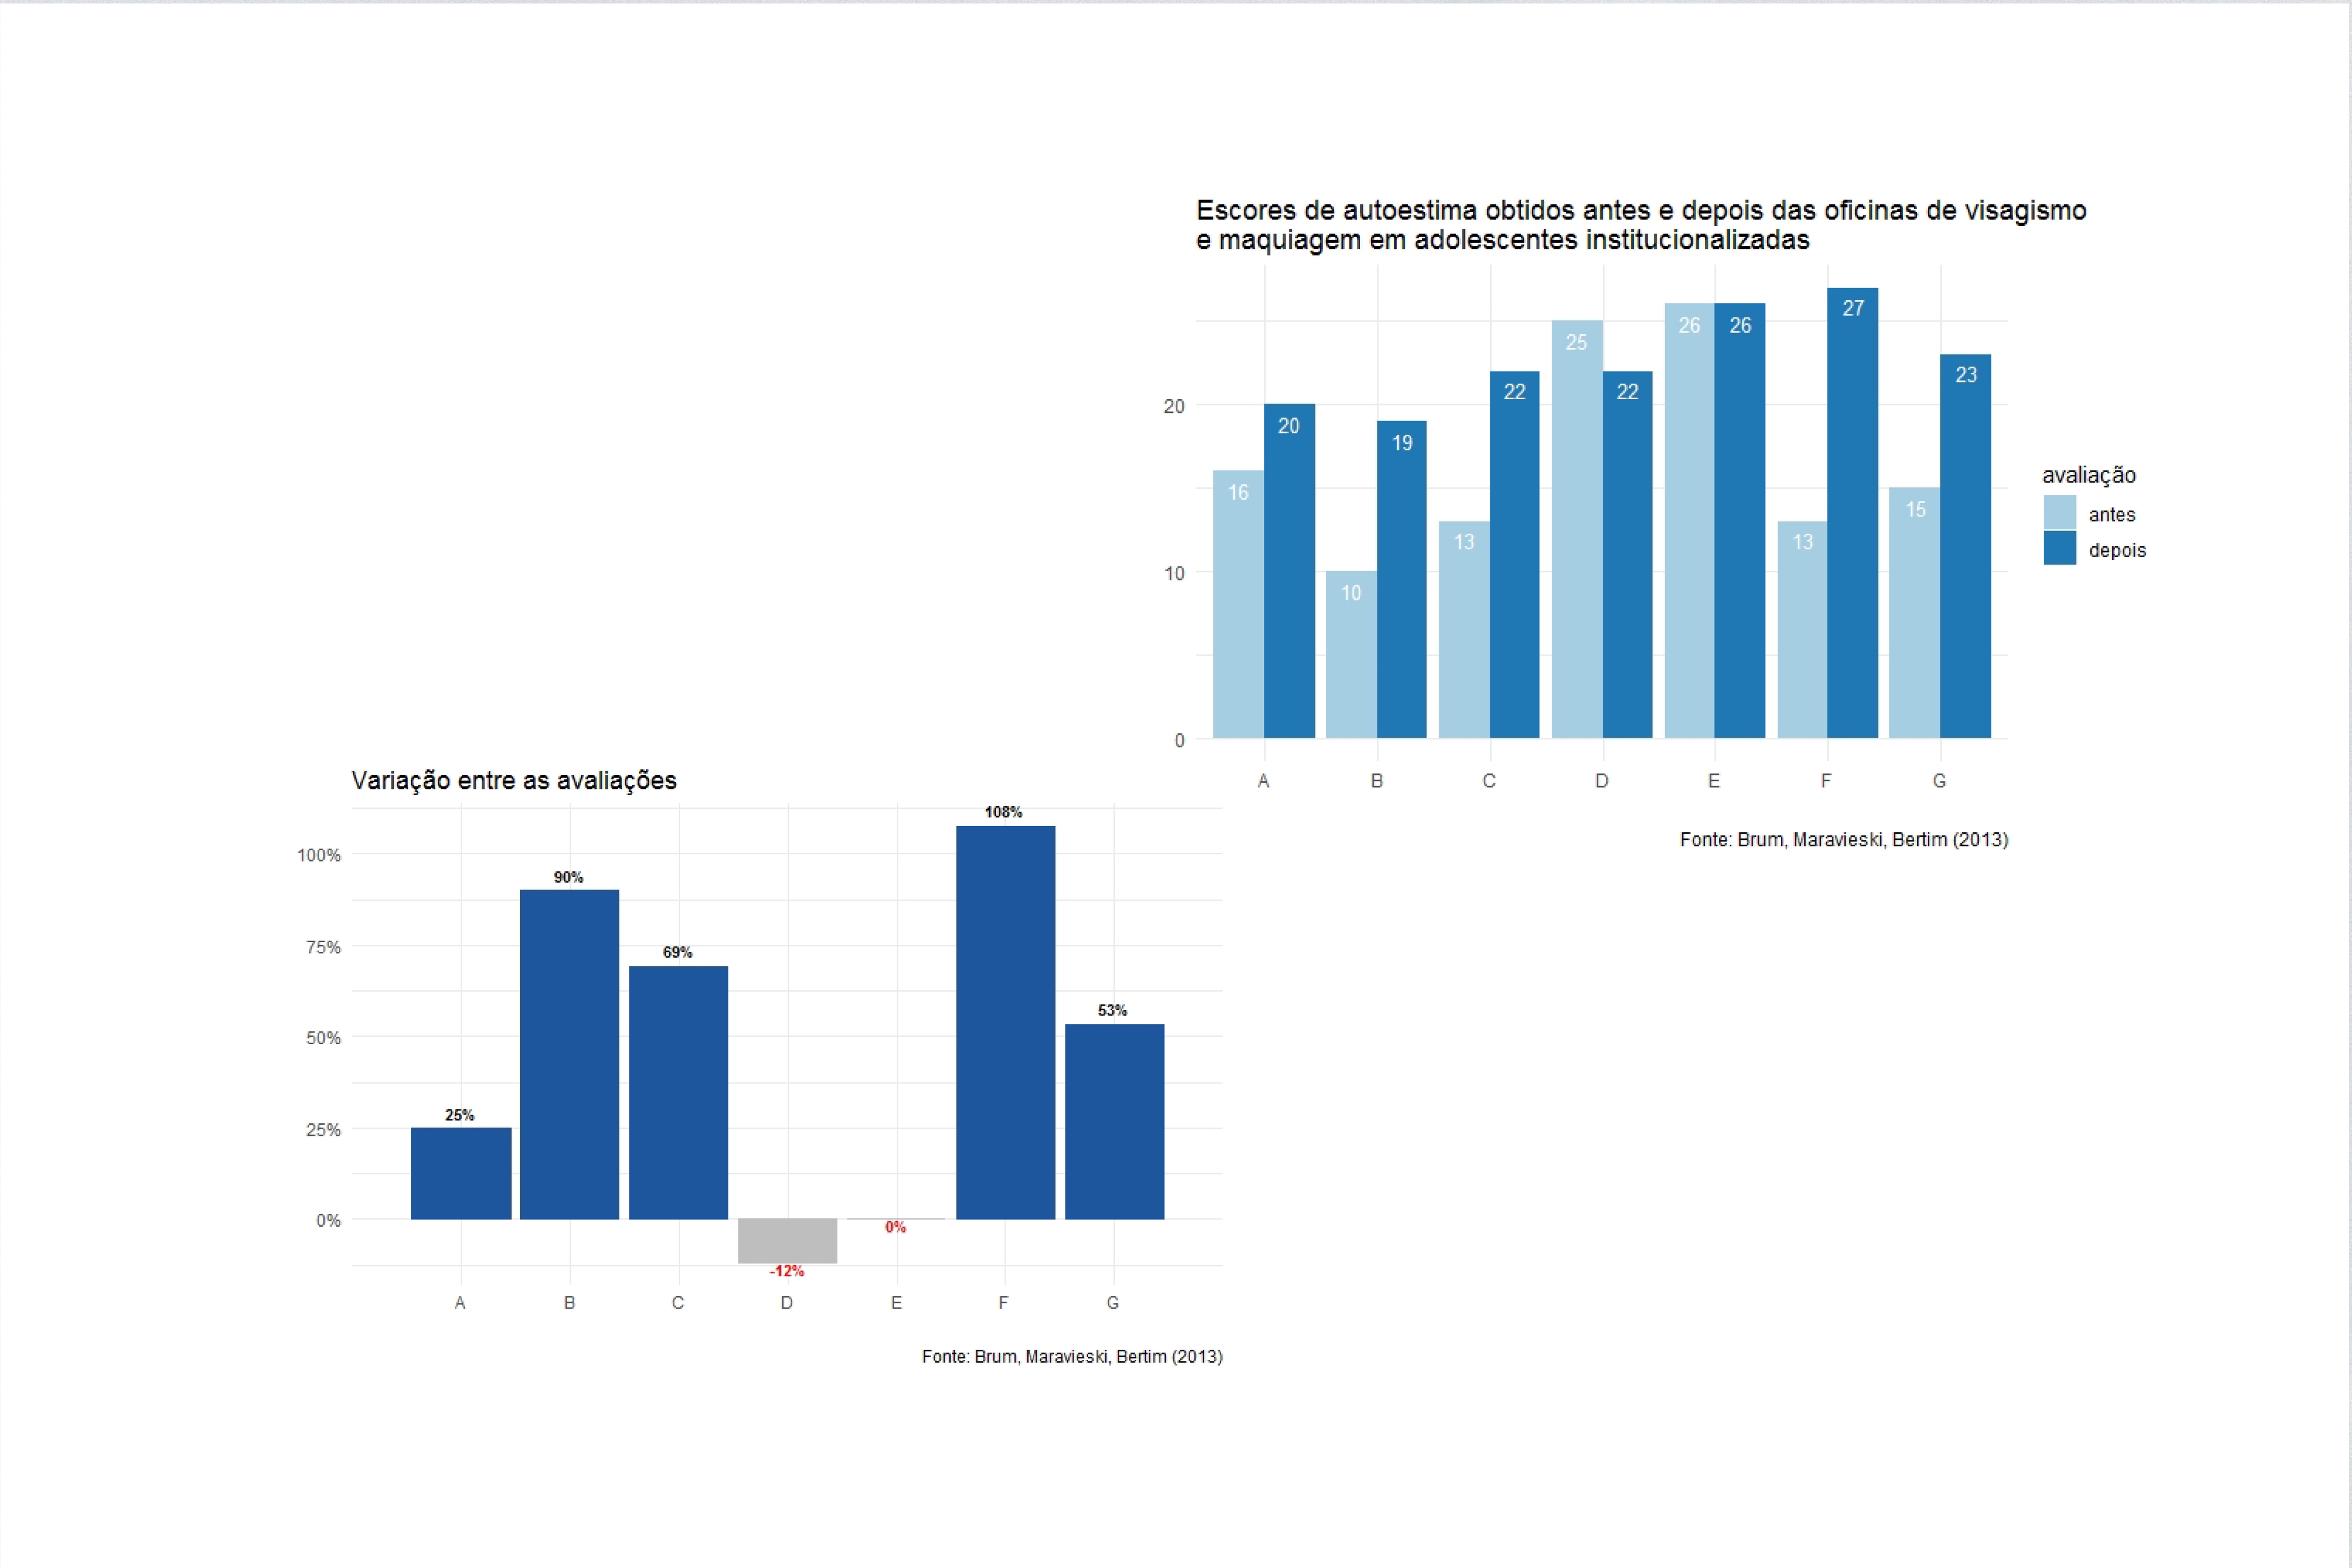 Escores de autoestima obtidos antes e depois das oficinas de visagismo
e maquiagem em adolescentes institucionalizadas
27
26 26
25
23
22 22
20
20
19
16
15
13 13
10
10
0
A B C D E F G
avaliação
antes
depois
Fonte: Brum, Maravieski, Bertim (2013)
Variação entre as avaliações
108%
100%
90%
75%
69%
50%
53%
25%
25%
0%
0%
-12%
A B C D E F G
Fonte: Brum, Maravieski, Bertim (2013)